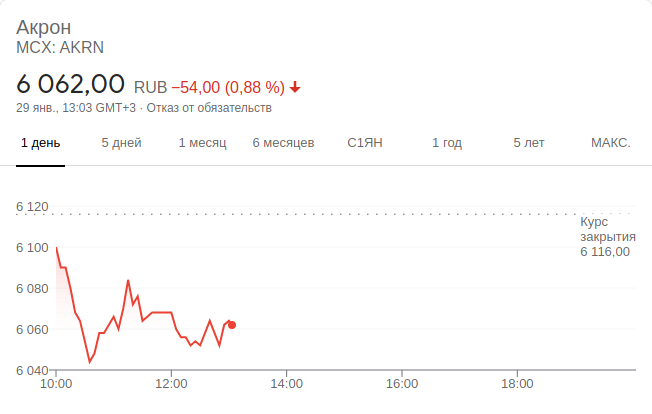 Акрон
MCX: AKRN
6 062,00 RUB −54,00 (0,88 %)
29 янв., 13:03 GMT+3 · Отказ от обязательств
1 день 5 дней 1 месяц 6 месяцев С1ЯН 1 год 5 лет МАКС.
6 120
Курс
закрытия
6 116,00
6 100
6 080
6 060
6 040
10:00 12:00 14:00 16:00 18:00